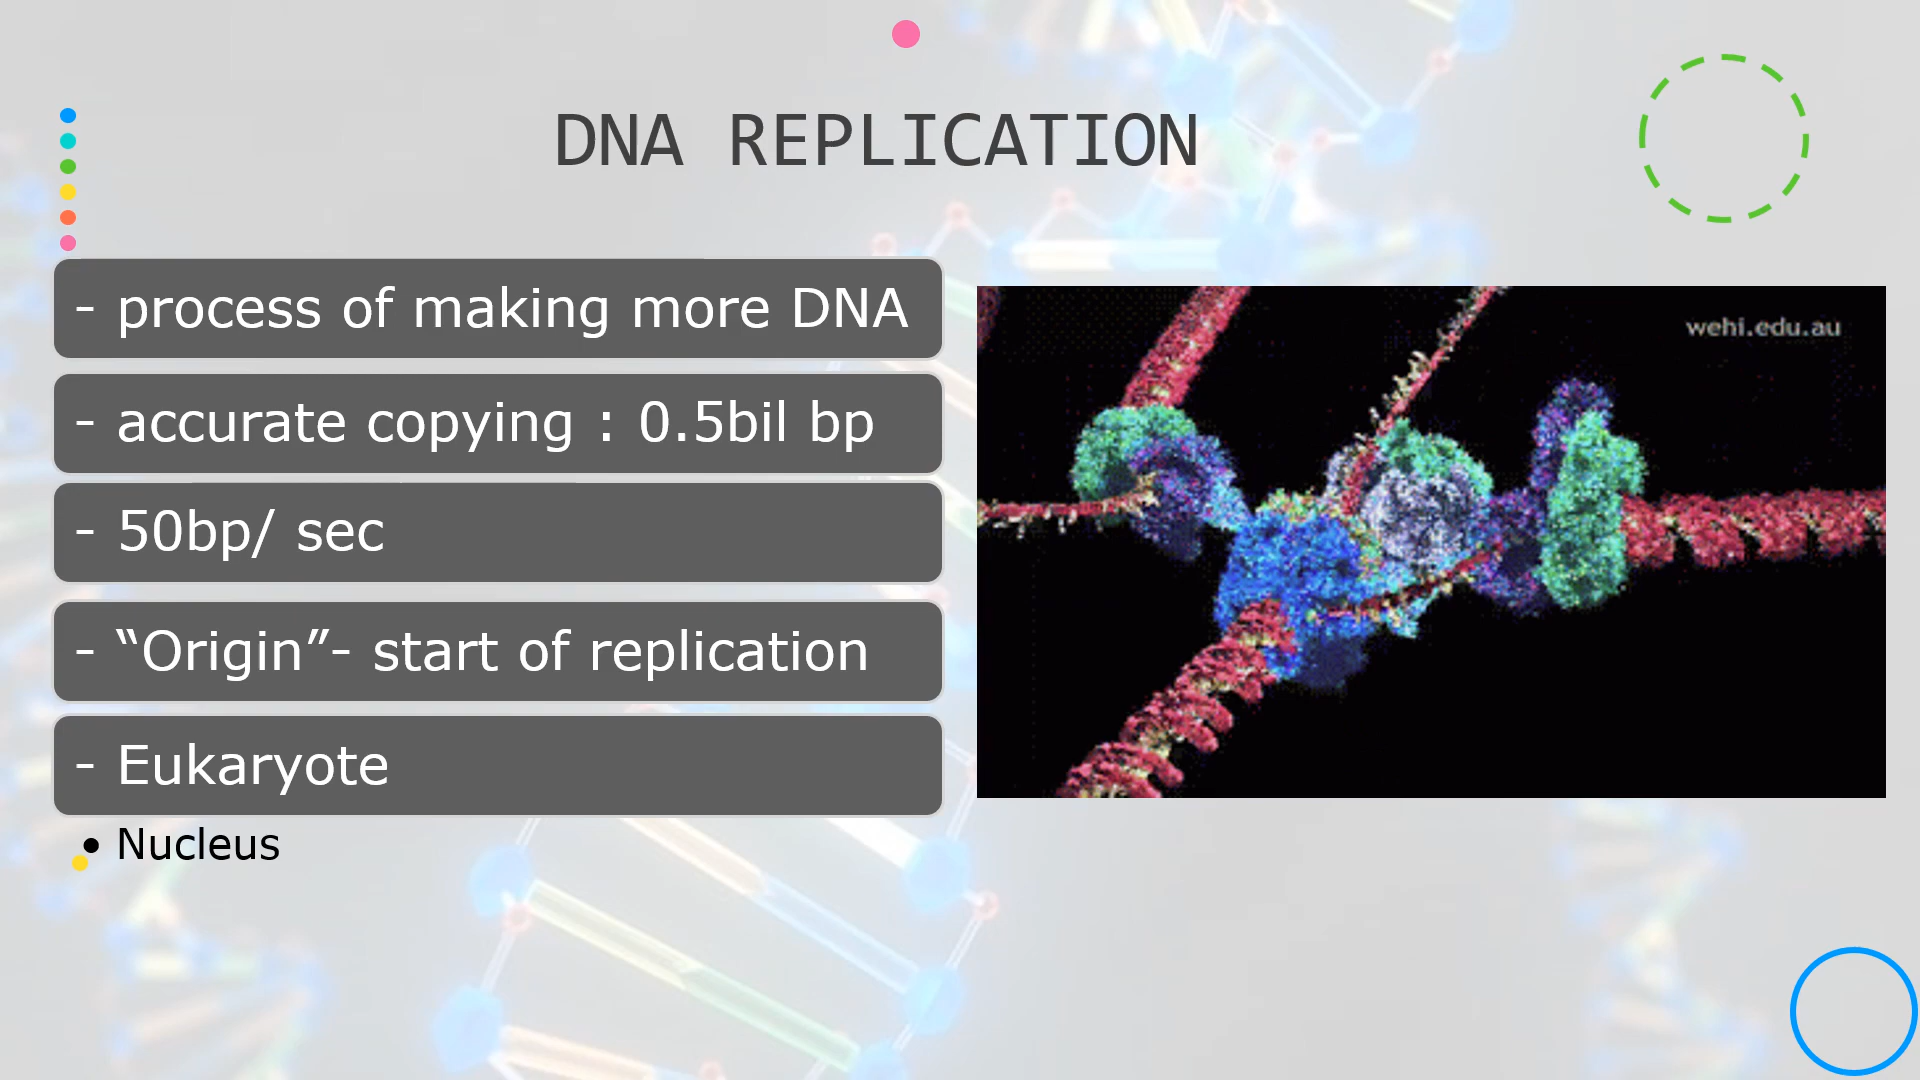 DNA REPLICATION
- process of making more DNA
- accurate copying : 0.5bil bp
- 50bp/ sec
- “Origin”- start of replication
- Eukaryote
• Nucleus
wehi.edu.au